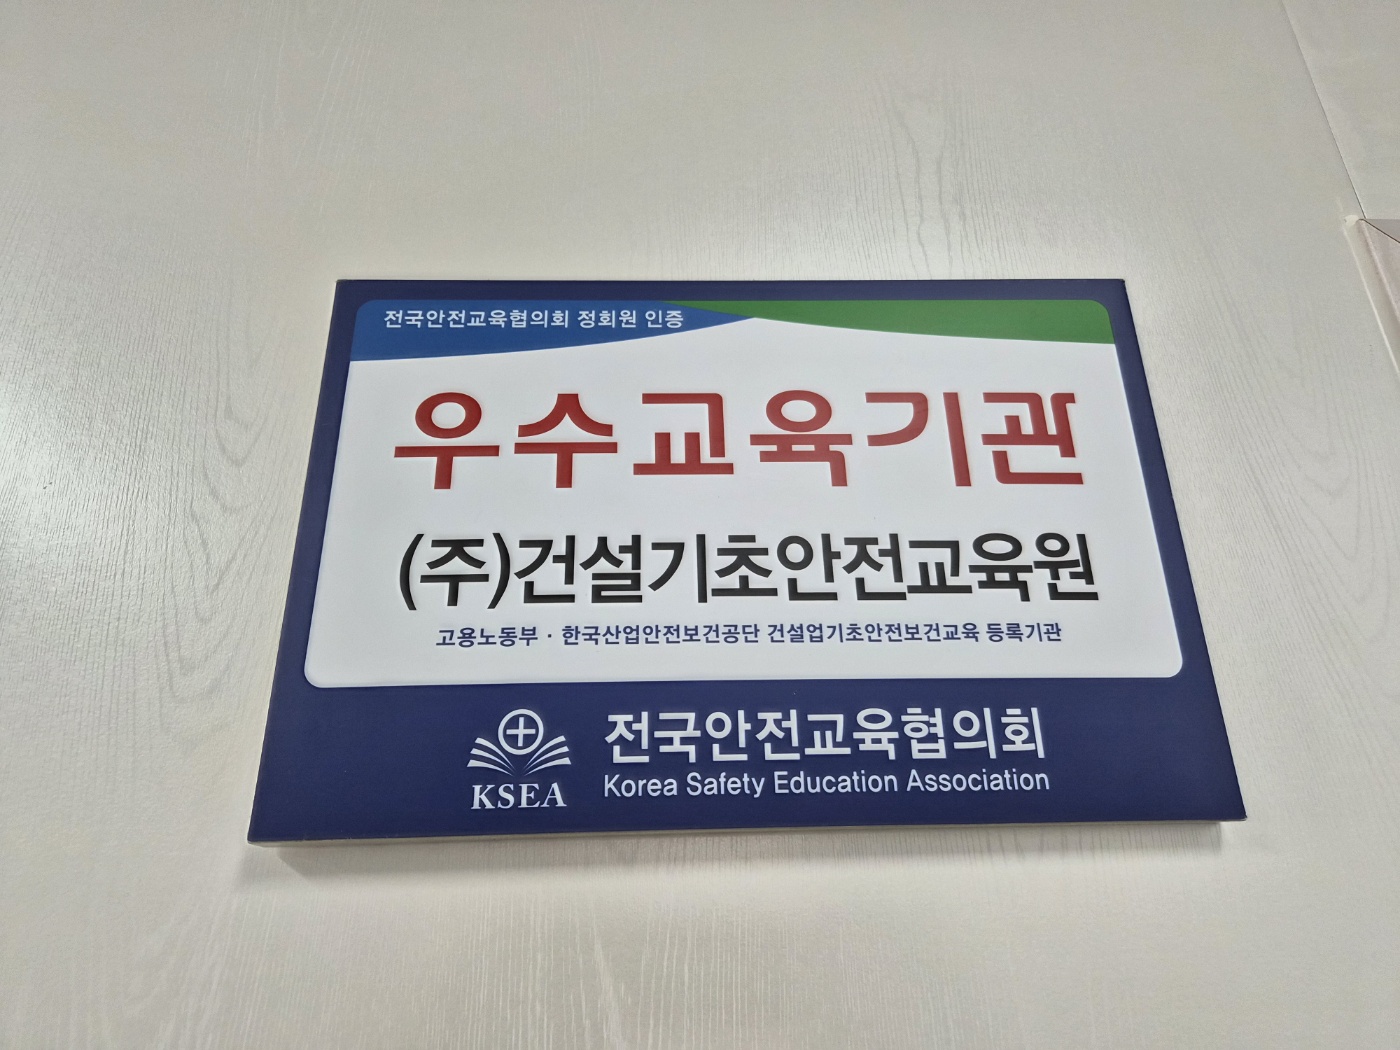 전국안전교육협의회 정회원 인증
우수교육기관
(주)건설기초안전교육원
고용노동부 · 한국산업안전보건공단 건설업기초안전보건교육 등록기관
전국안전교육협의회
KSEA
Korea Safety Education Association